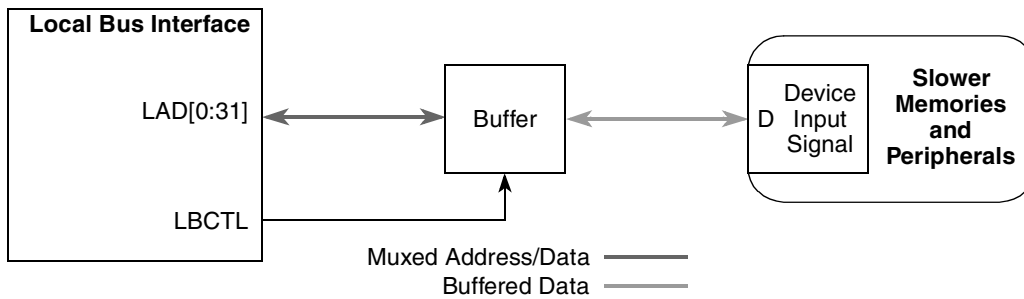 Local Bus Interface
LAD[0:31]
LBCTL
Buffer
D
Device
Input
Signal
Slower
Memories
and
Peripherals
Muxed Address/Data
Buffered Data